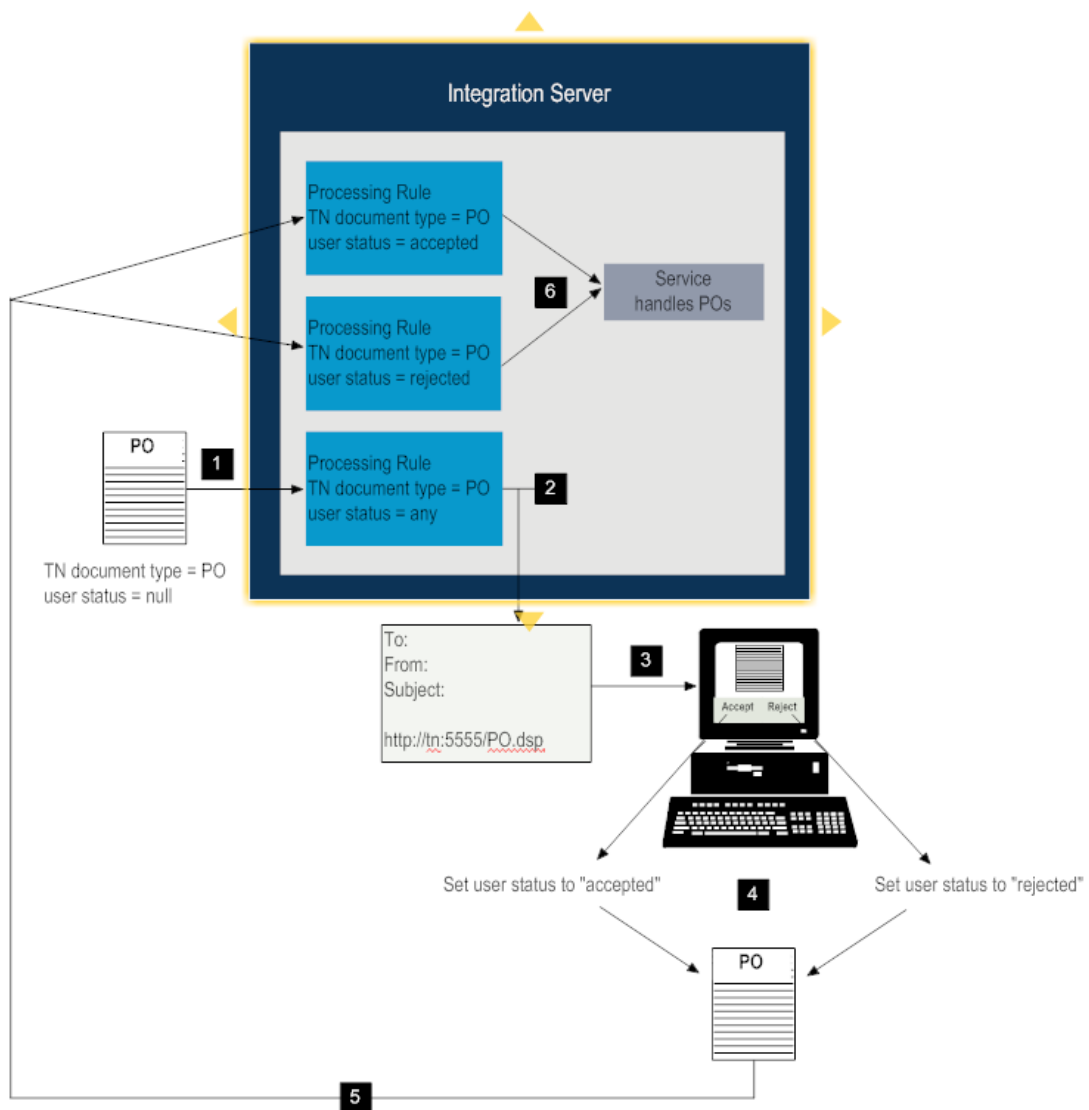 Integration Server
Processing Rule
TN document type = PO
user status = accepted
6
Service
handles POs
Processing Rule
TN document type = PO
user status = rejected
PO
1
Processing Rule
TN document type = PO
user status = any
2
TN document type = PO
user status = null
To:
From:
Subject:
http://tn:5555/PO.dsp
3
Accept Reject
Set user status to "accepted"
4
Set user status to "rejected"
PO
5